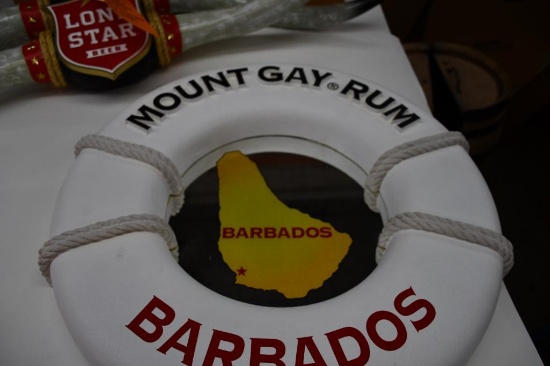 LONE
STAR
BEER
MOUNT GAY® RUM
BARBADOS
BARBADOS